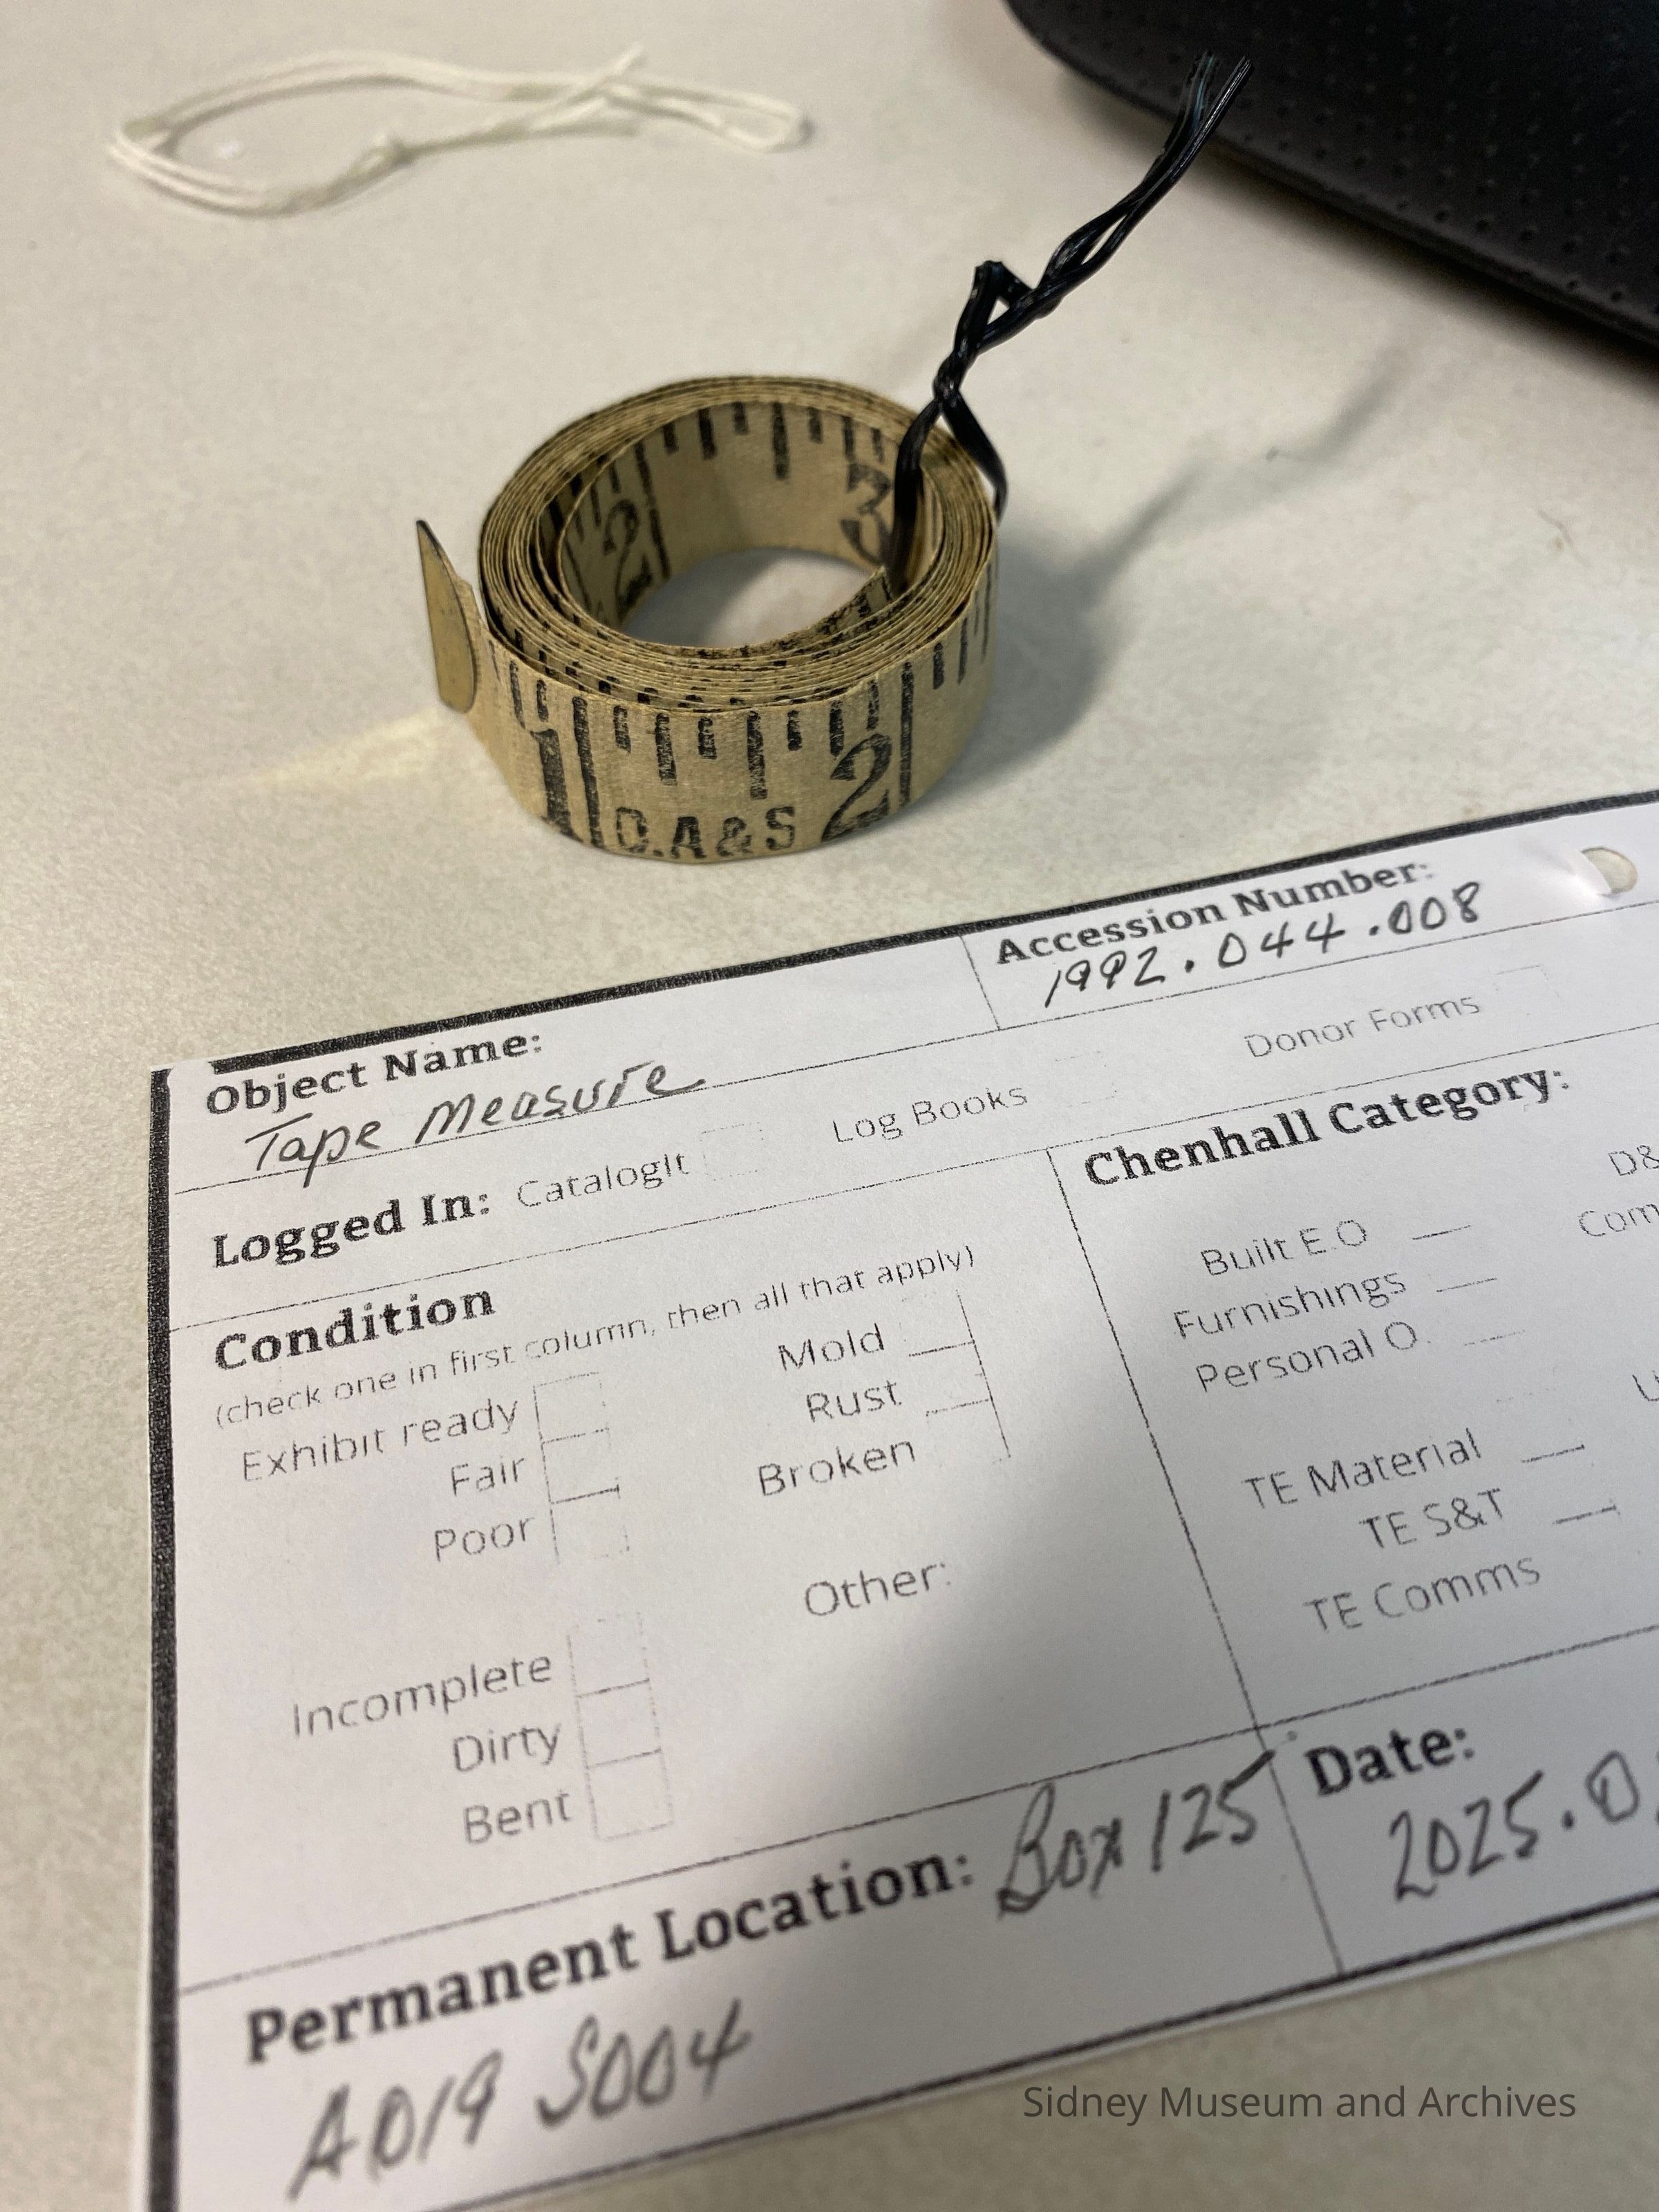 2
3
1 D.A&S 2
Accession Number:
1992.044.008
Object Name:
Tape Measure
Logged In: CatalogIt Log Books Donor Forms
Condition
(check one in first column, then all that apply)
Exhibit ready
Fair
Poor
Mold
Rust
Broken
Other:
Incomplete
Dirty
Bent
Chenhall Category:
Built E.O
Furnishings
Personal O.
TE Material
TE S&T
TE Comms
D&
Com
Permanent Location: Box 125
A019 S004
Date:
2025.0
Sidney Museum and Archives